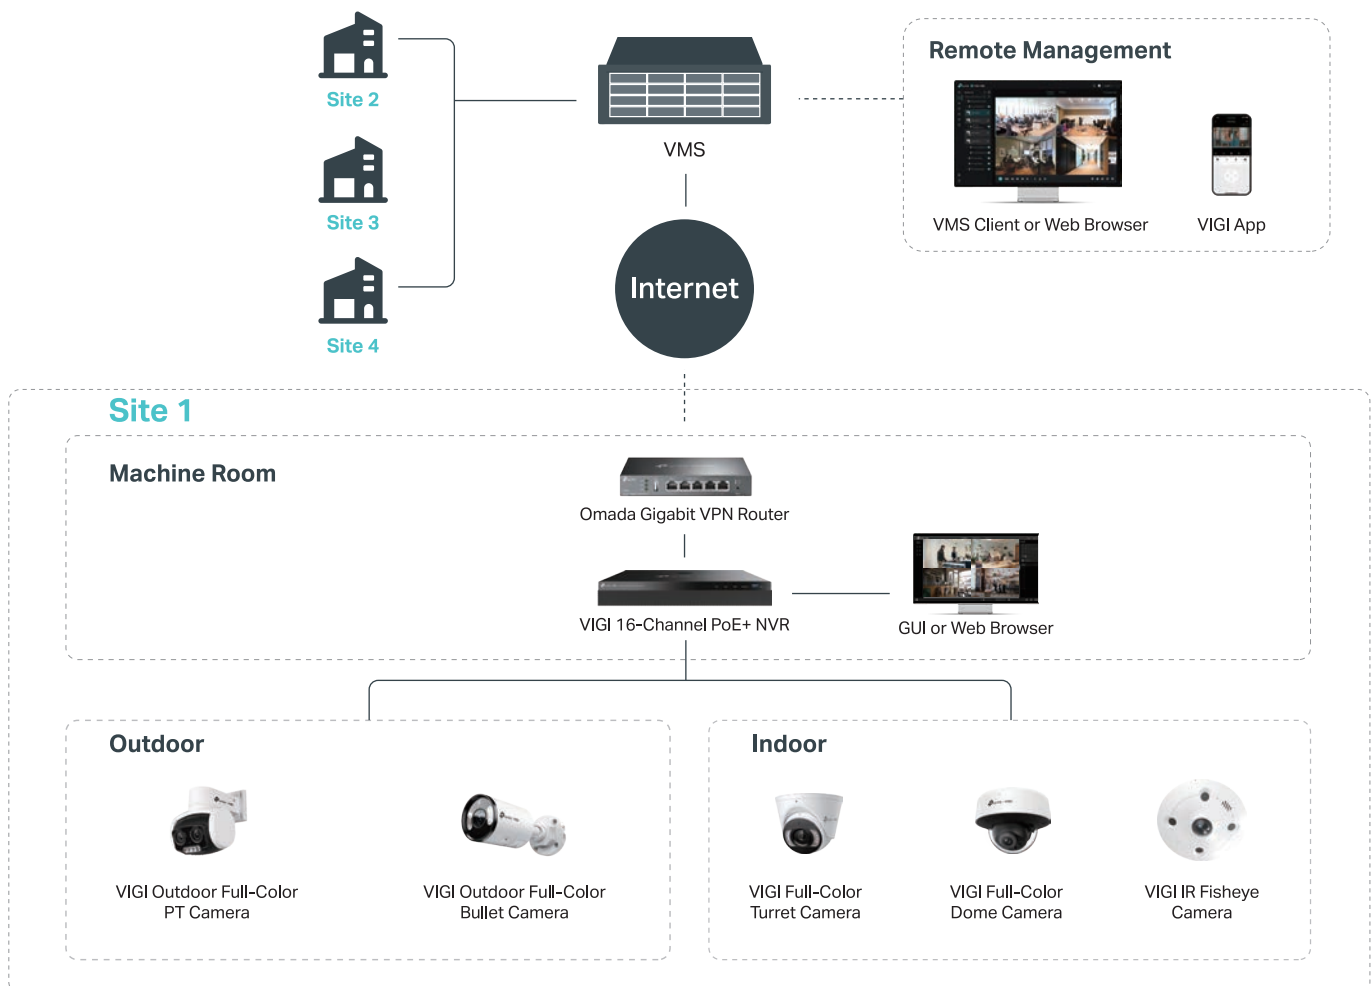 Site 2
Site 3
Site 4
VMS
Remote Management
VMS Client or Web Browser
VIGI App
Internet
Site 1
Machine Room
Omada Gigabit VPN Router
VIGI 16-Channel PoE+ NVR
GUI or Web Browser
Outdoor
VIGI Outdoor Full-Color
PT Camera
VIGI Outdoor Full-Color
Bullet Camera
Indoor
VIGI Full-Color
Turret Camera
VIGI Full-Color
Dome Camera
VIGI IR Fisheye
Camera